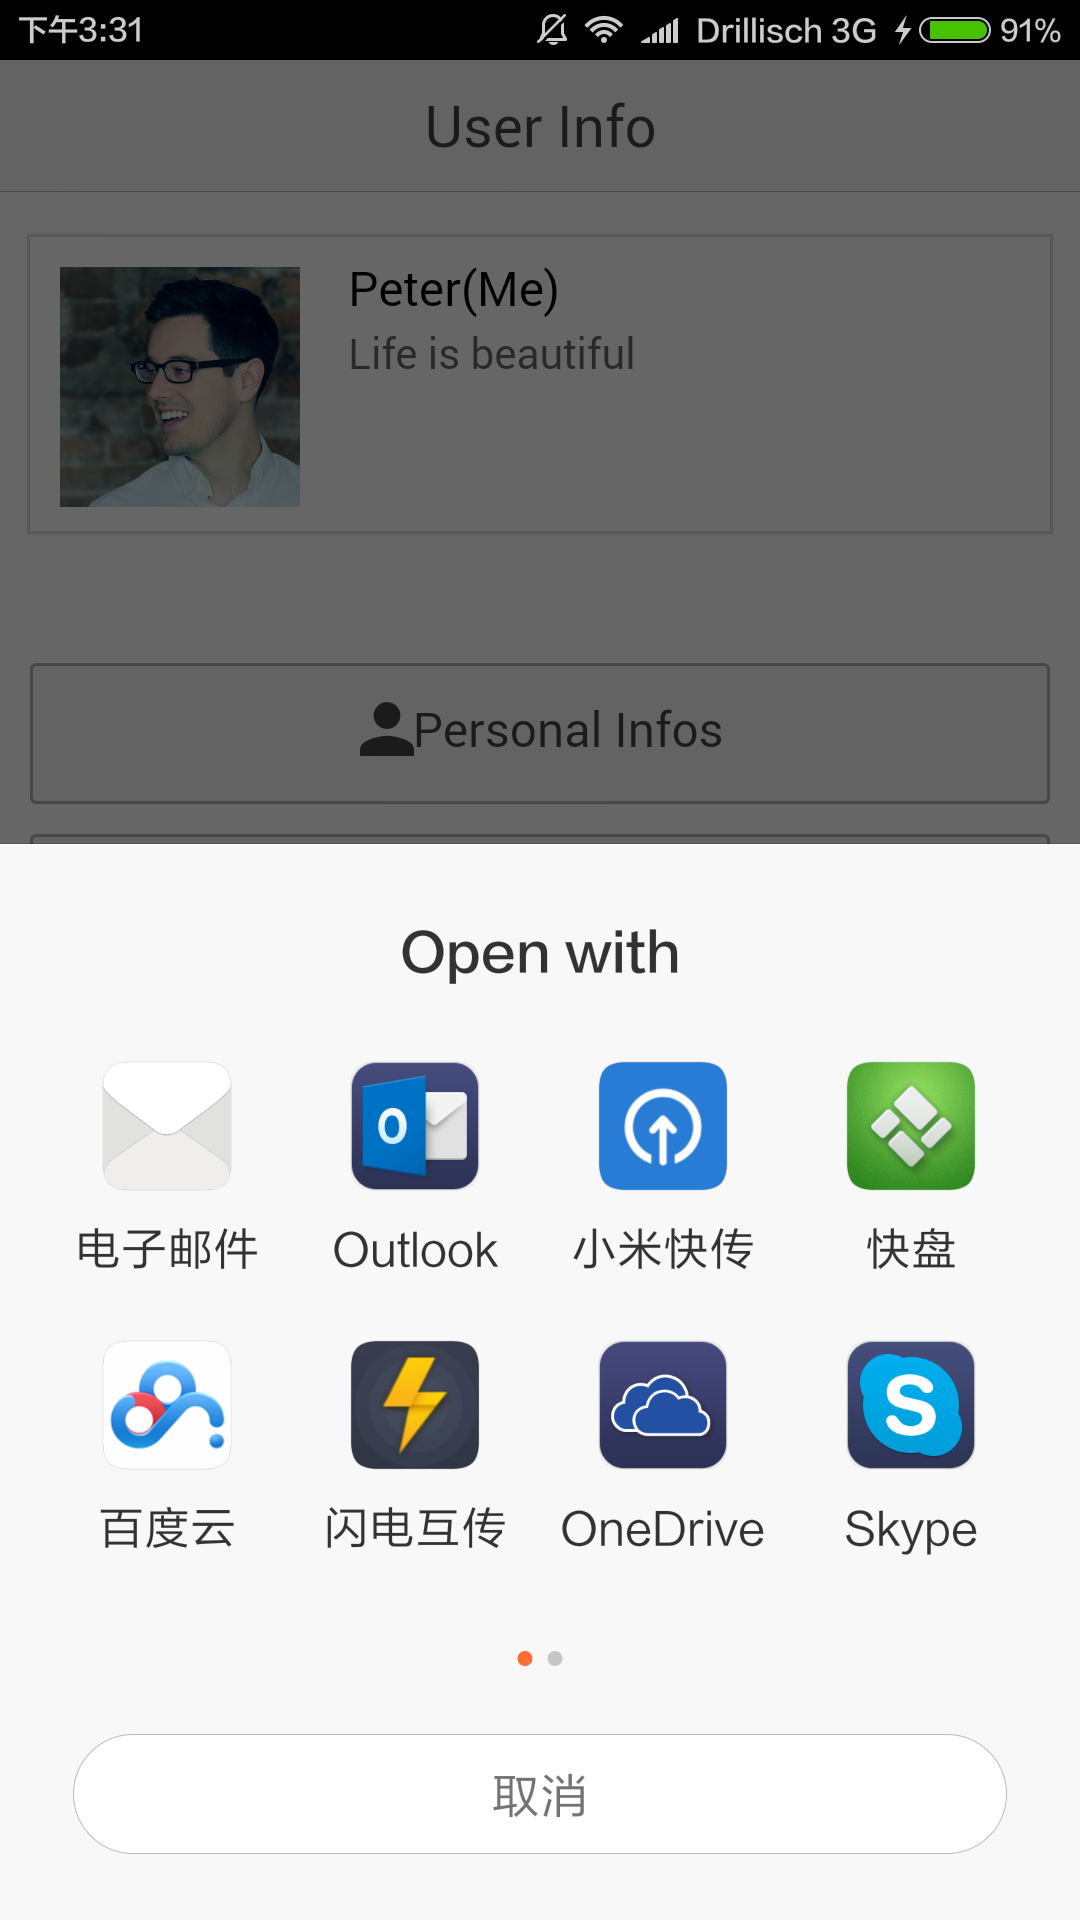 下午3:31 Drillisch 3G 91%
User Info
Peter(Me)
Life is beautiful
Personal Infos
Open with
电子邮件 Outlook 小米快传 快盘
百度云 闪电互传 OneDrive Skype
取消